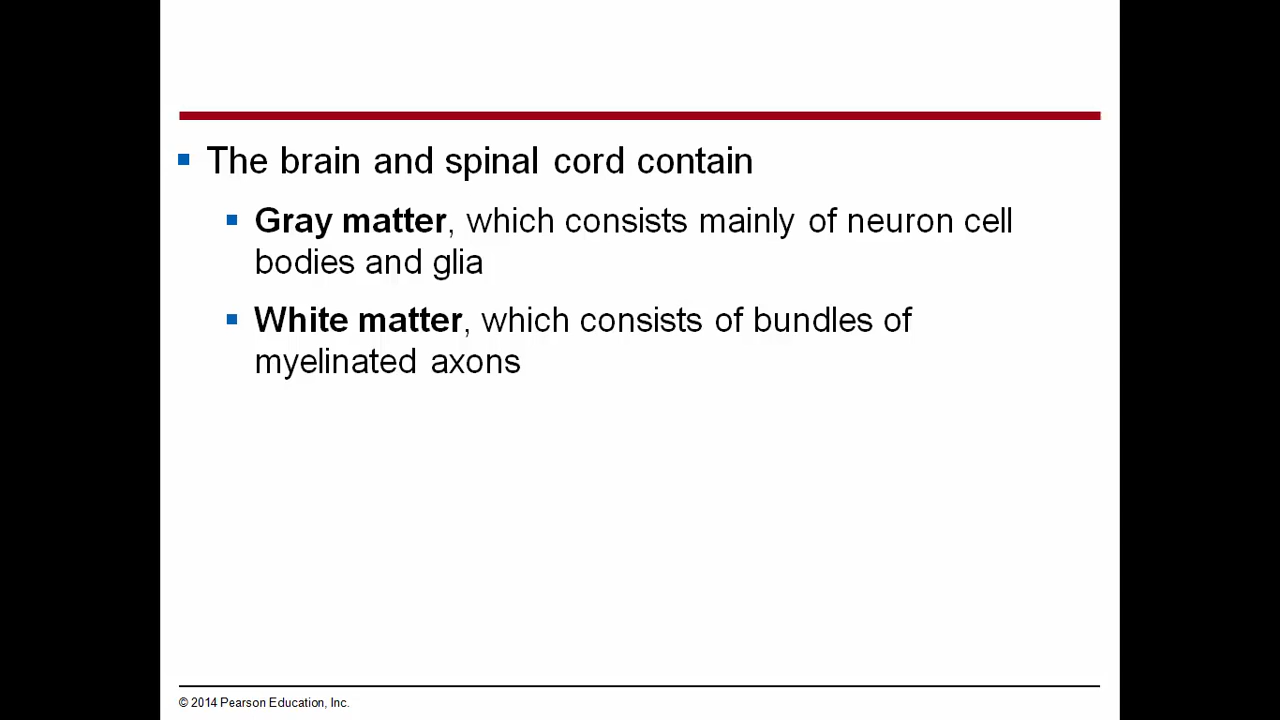 The brain and spinal cord contain
Gray matter, which consists mainly of neuron cell
bodies and glia
White matter, which consists of bundles of
myelinated axons
© 2014 Pearson Education, Inc.